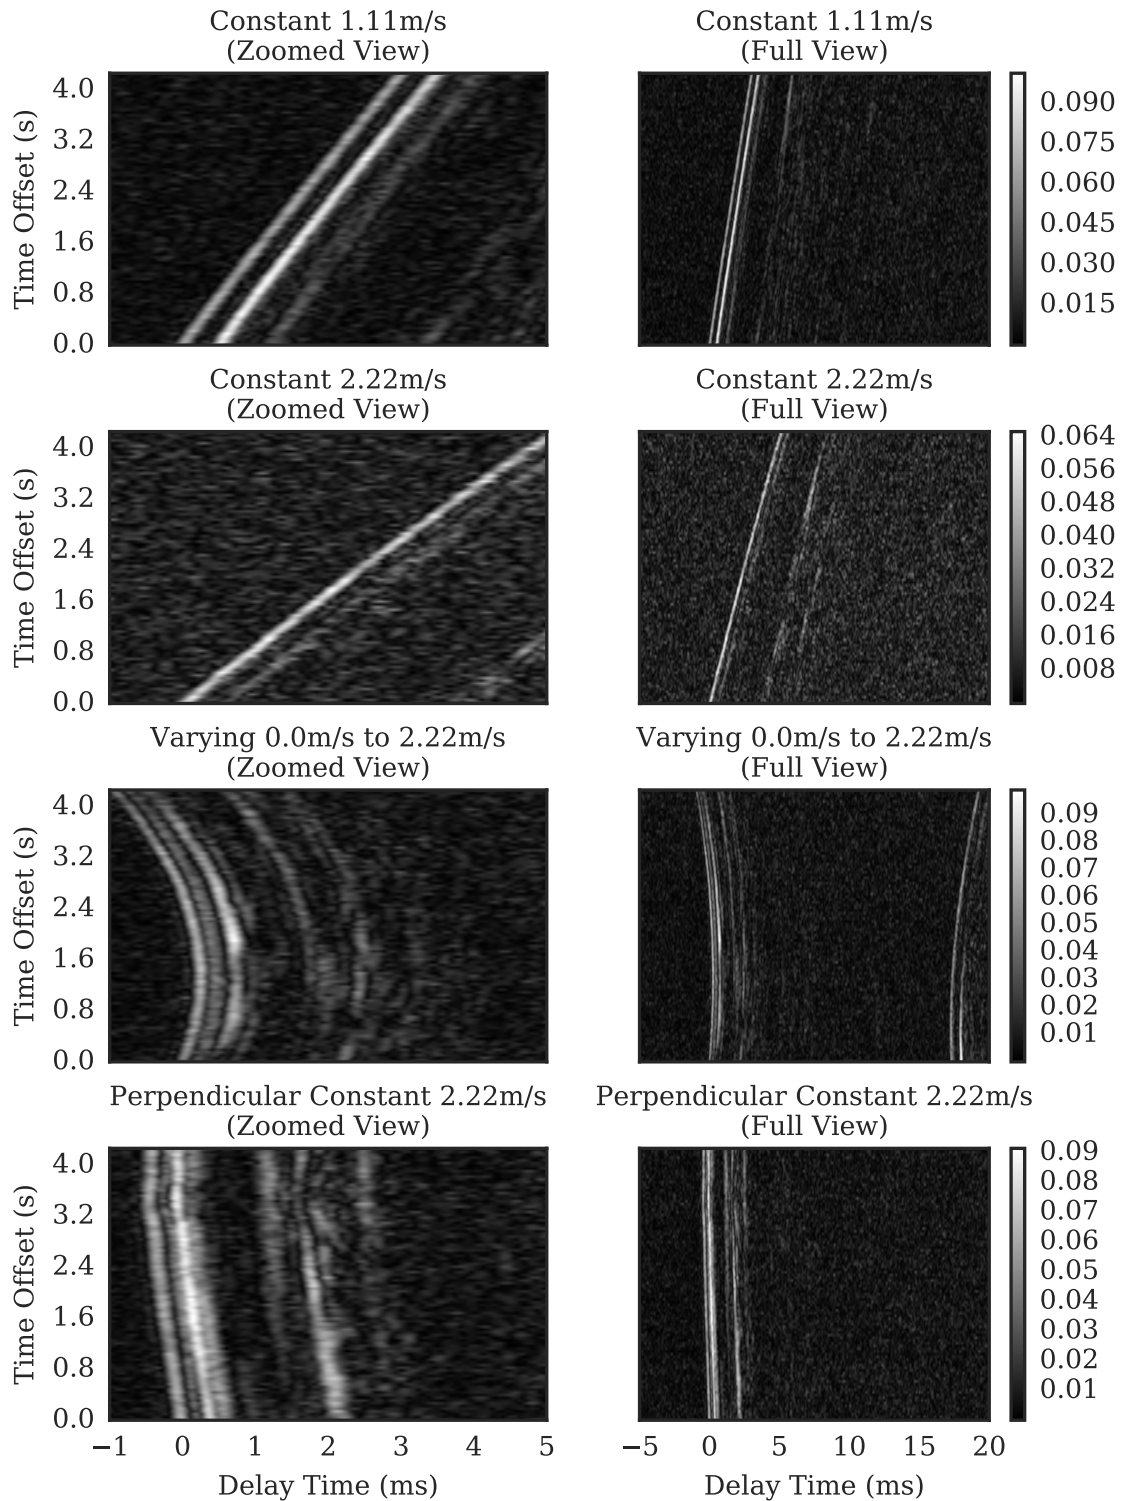 Constant 1.11m/s
(Zoomed View)
Constant 1.11m/s
(Full View)
Time Offset (s)
4.0
3.2
2.4
1.6
0.8
0.0
0.090
0.075
0.060
0.045
0.030
0.015
Constant 2.22m/s
(Zoomed View)
Constant 2.22m/s
(Full View)
Time Offset (s)
4.0
3.2
2.4
1.6
0.8
0.0
0.064
0.056
0.048
0.040
0.032
0.024
0.016
0.008
Varying 0.0m/s to 2.22m/s
(Zoomed View)
Varying 0.0m/s to 2.22m/s
(Full View)
Time Offset (s)
4.0
3.2
2.4
1.6
0.8
0.0
0.09
0.08
0.07
0.06
0.05
0.04
0.03
0.02
0.01
Perpendicular Constant 2.22m/s
(Zoomed View)
Perpendicular Constant 2.22m/s
(Full View)
Time Offset (s)
4.0
3.2
2.4
1.6
0.8
0.0
0.09
0.08
0.07
0.06
0.05
0.04
0.03
0.02
0.01
−1 0 1 2 3 4 5
Delay Time (ms)
−5 0 5 10 15 20
Delay Time (ms)